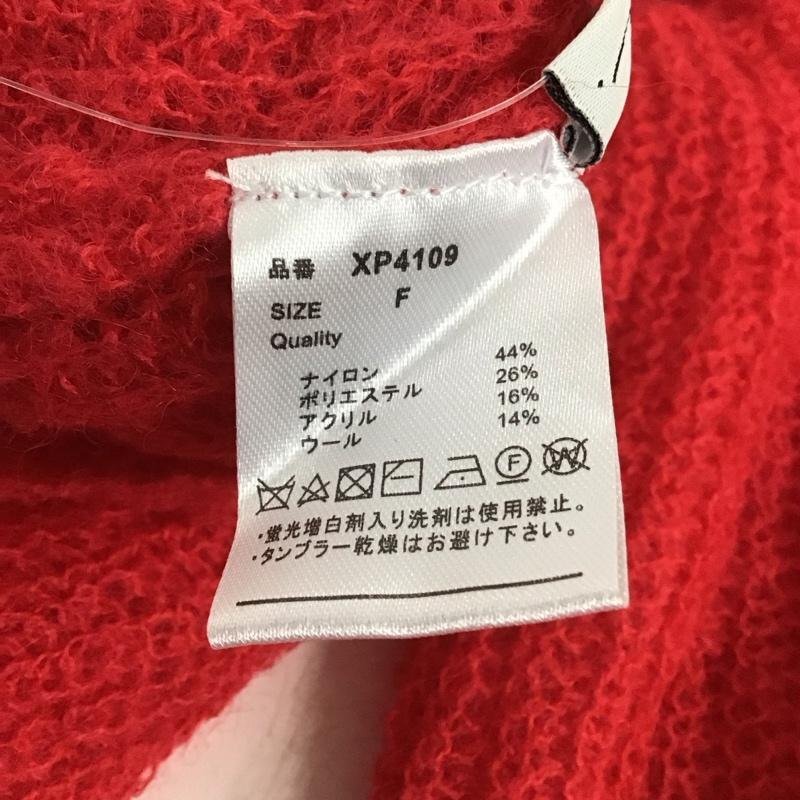 品番 XP4109
SIZE F
Quality
ナイロン 44%
ポリエステル 26%
アクリル 16%
ウール 14%
F W
・蛍光増白剤入り洗剤は使用禁止。
・タンブラー乾燥はお避け下さい。